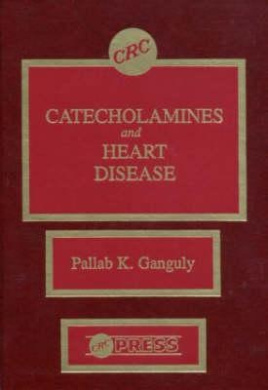 CRC
CATECHOLAMINES
and
HEART
DISEASE
Pallab K. Ganguly
CRC PRESS